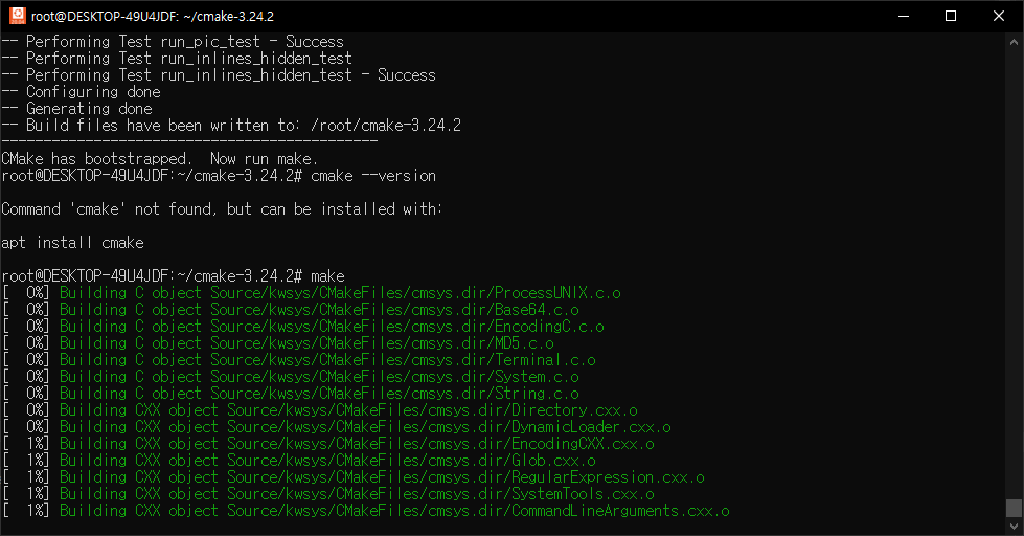 root@DESKTOP-49U4JDF: ~/cmake-3.24.2
-- Performing Test run_pic_test - Success
-- Performing Test run_inlines_hidden_test
-- Performing Test run_inlines_hidden_test - Success
-- Configuring done
-- Generating done
-- Build files have been written to: /root/cmake-3.24.2
---------------------------------------------
CMake has bootstrapped.  Now run make.
root@DESKTOP-49U4JDF:~/cmake-3.24.2# cmake --version
Command 'cmake' not found, but can be installed with:
apt install cmake
root@DESKTOP-49U4JDF:~/cmake-3.24.2# make
[  0%] Building C object Source/kwsys/CMakeFiles/cmsys.dir/ProcessUNIX.c.o
[  0%] Building C object Source/kwsys/CMakeFiles/cmsys.dir/Base64.c.o
[  0%] Building C object Source/kwsys/CMakeFiles/cmsys.dir/EncodingC.c.o
[  0%] Building C object Source/kwsys/CMakeFiles/cmsys.dir/MD5.c.o
[  0%] Building C object Source/kwsys/CMakeFiles/cmsys.dir/Terminal.c.o
[  0%] Building C object Source/kwsys/CMakeFiles/cmsys.dir/System.c.o
[  0%] Building C object Source/kwsys/CMakeFiles/cmsys.dir/String.c.o
[  0%] Building CXX object Source/kwsys/CMakeFiles/cmsys.dir/Directory.cxx.o
[  0%] Building CXX object Source/kwsys/CMakeFiles/cmsys.dir/DynamicLoader.cxx.o
[  1%] Building CXX object Source/kwsys/CMakeFiles/cmsys.dir/EncodingCXX.cxx.o
[  1%] Building CXX object Source/kwsys/CMakeFiles/cmsys.dir/Glob.cxx.o
[  1%] Building CXX object Source/kwsys/CMakeFiles/cmsys.dir/RegularExpression.cxx.o
[  1%] Building CXX object Source/kwsys/CMakeFiles/cmsys.dir/SystemTools.cxx.o
[  1%] Building CXX object Source/kwsys/CMakeFiles/cmsys.dir/CommandLineArguments.cxx.o